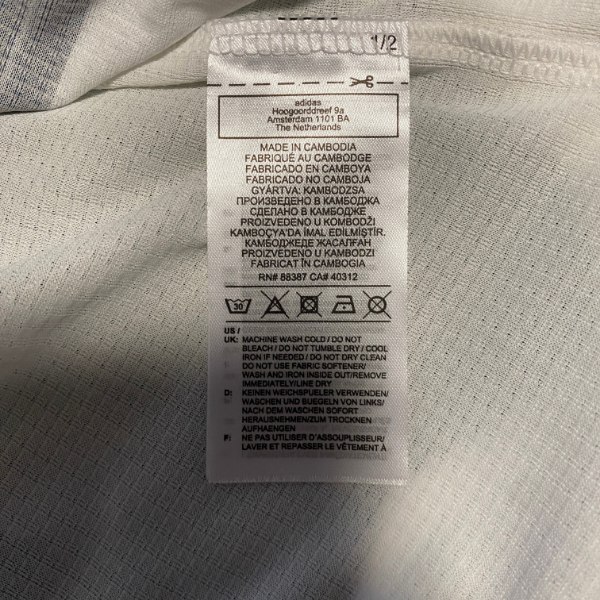 1/2
adidas
Hoogoorddreef 9a
Amsterdam 1101 BA
The Netherlands
MADE IN CAMBODIA
FABRIQUÉ AU CAMBODGE
FABRICADO EN CAMBOYA
FABRICADO NO CAMBOJA
GYÁRTVA: KAMBODZSA
ПРОИЗВЕДЕНО В КАМБОДЖА
СДЕЛАНО В КАМБОДЖЕ
PROIZVEDENO U KOMBODŽI
KAMBOÇYA'DA İMAL EDİLMİŞTİR.
КАМБОДЖЕДЕ ЖАСАЛҒАН
PROIZVEDENO U KAMBODZI
FABRICAT ÎN CAMBOGIA
RN# 88387 CA# 40312
30
US /
UK: MACHINE WASH COLD / DO NOT
BLEACH / DO NOT TUMBLE DRY / COOL
IRON IF NEEDED / DO NOT DRY CLEAN
DO NOT USE FABRIC SOFTENER/
WASH AND IRON INSIDE OUT/REMOVE
IMMEDIATELY/LINE DRY
D: KEINEN WEICHSPUELER VERWENDEN/
WASCHEN UND BUEGELN VON LINKS/
NACH DEM WASCHEN SOFORT
HERAUSNEHMEN/ZUM TROCKNEN
AUFHAENGEN
F: NE PAS UTILISER D'ASSOUPLISSEUR/
LAVER ET REPASSER LE VÊTEMENT À